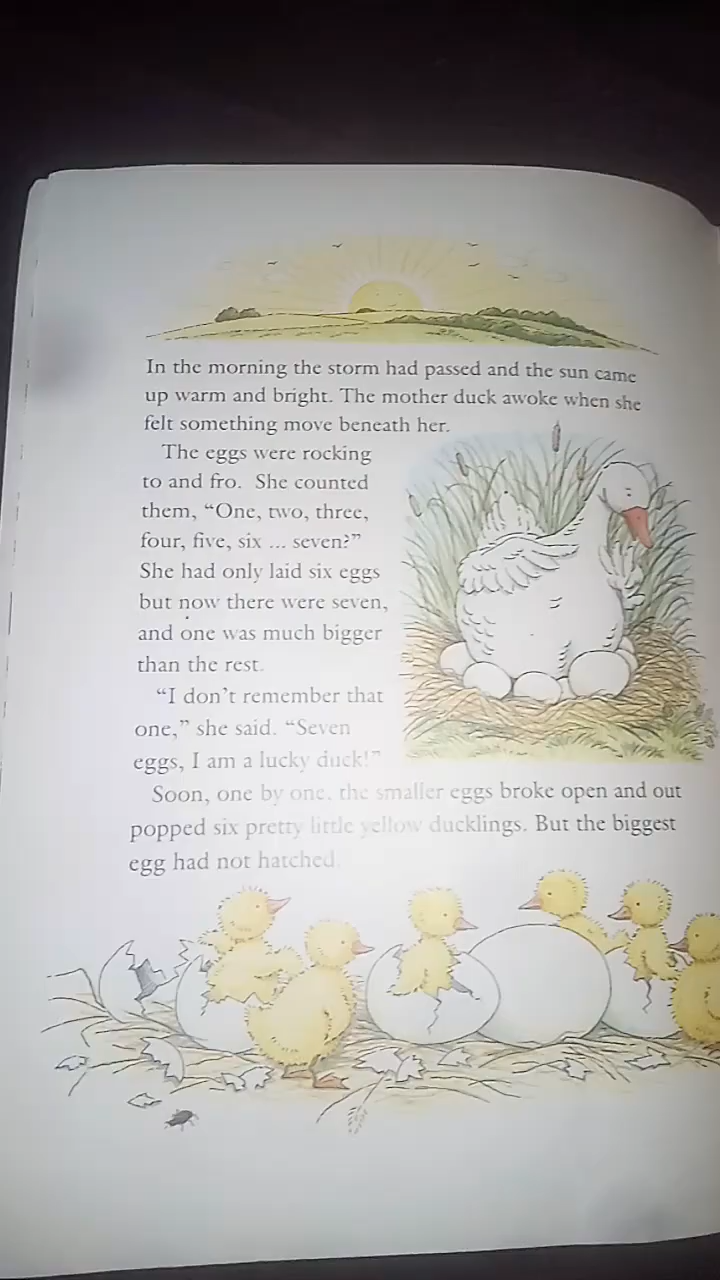 In the morning the storm had passed and the sun came
up warm and bright. The mother duck awoke when she
felt something move beneath her.
The eggs were rocking
to and fro. She counted
them, “One, two, three,
four, five, six ... seven?”
She had only laid six eggs
but now there were seven,
and one was much bigger
than the rest.
“I don’t remember that
one,” she said. “Seven
eggs, I am a lucky duck!”
Soon, one by one, the smaller eggs broke open and out
popped six pretty little yellow ducklings. But the biggest
egg had not hatched.